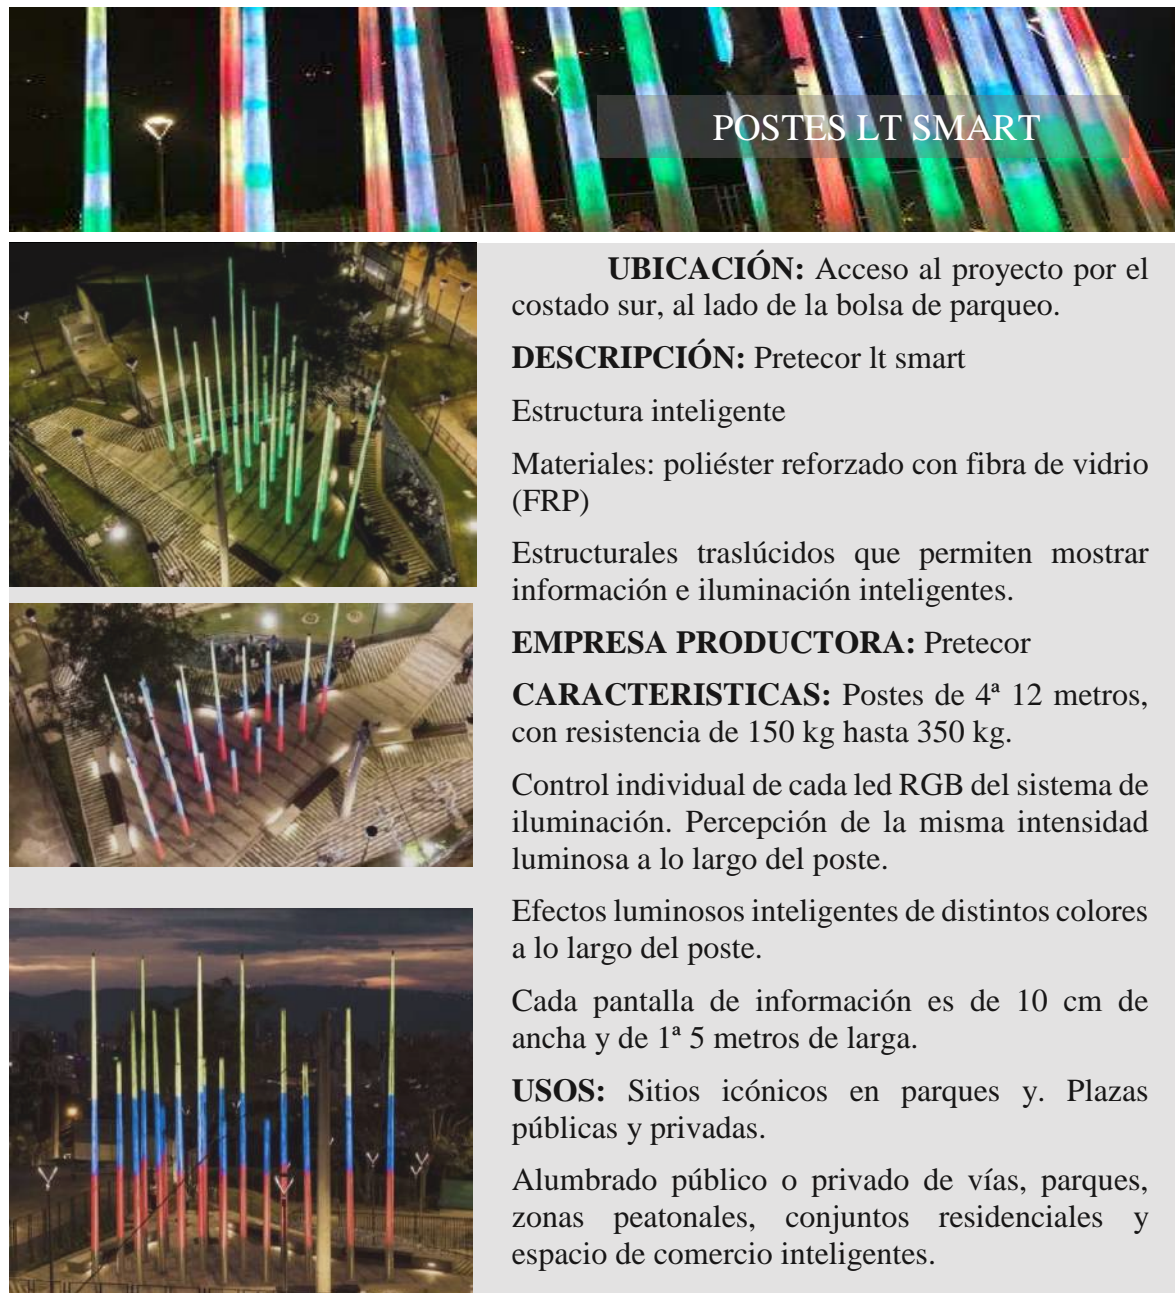 POSTES LT SMART
UBICACIÓN: Acceso al proyecto por el
costado sur, al lado de la bolsa de parqueo.
DESCRIPCIÓN: Pretecor lt smart
Estructura inteligente
Materiales: poliéster reforzado con fibra de vidrio
(FRP)
Estructurales traslúcidos que permiten mostrar
información e iluminación inteligentes.
EMPRESA PRODUCTORA: Pretecor
CARACTERISTICAS: Postes de 4ª 12 metros,
con resistencia de 150 kg hasta 350 kg.
Control individual de cada led RGB del sistema de
iluminación. Percepción de la misma intensidad
luminosa a lo largo del poste.
Efectos luminosos inteligentes de distintos colores
a lo largo del poste.
Cada pantalla de información es de 10 cm de
ancha y de 1ª 5 metros de larga.
USOS: Sitios icónicos en parques y. Plazas
públicas y privadas.
Alumbrado público o privado de vías, parques,
zonas peatonales, conjuntos residenciales y
espacio de comercio inteligentes.